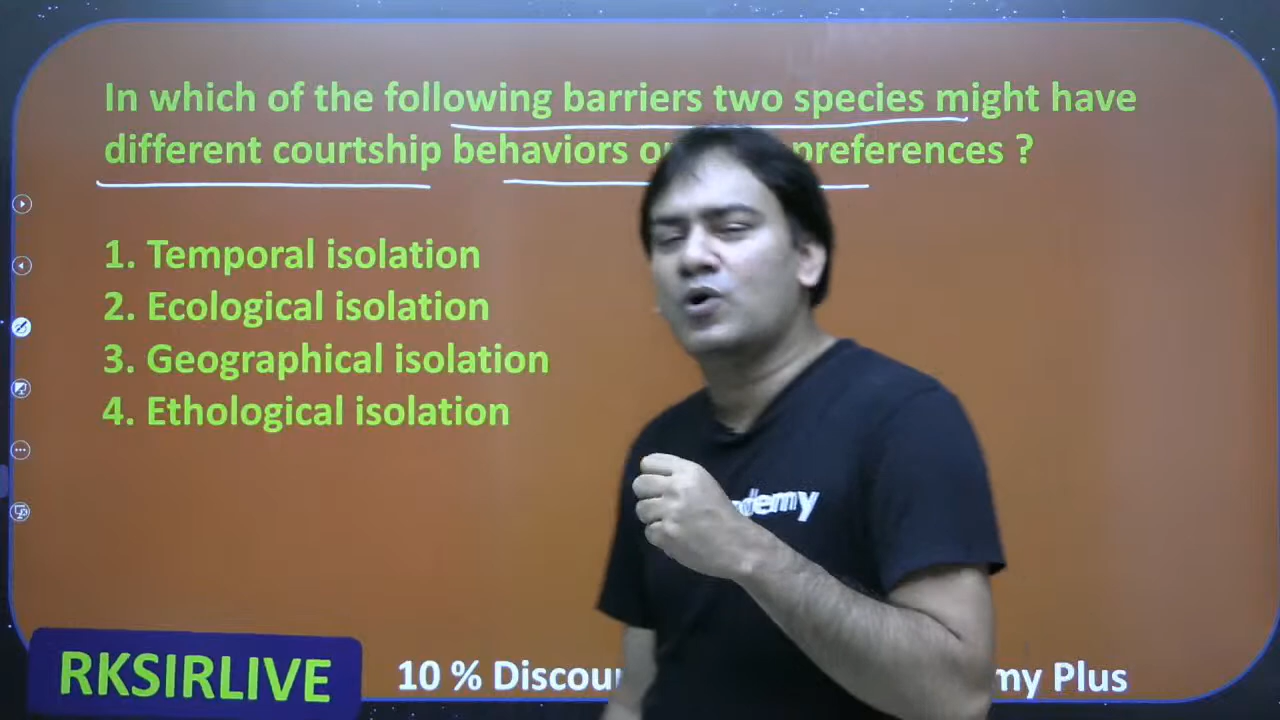 In which of the following barriers two species might have
different courtship behaviors preferences ?
1. Temporal isolation
2. Ecological isolation
3. Geographical isolation
4. Ethological isolation
RKSIRLIVE
10 % Plus